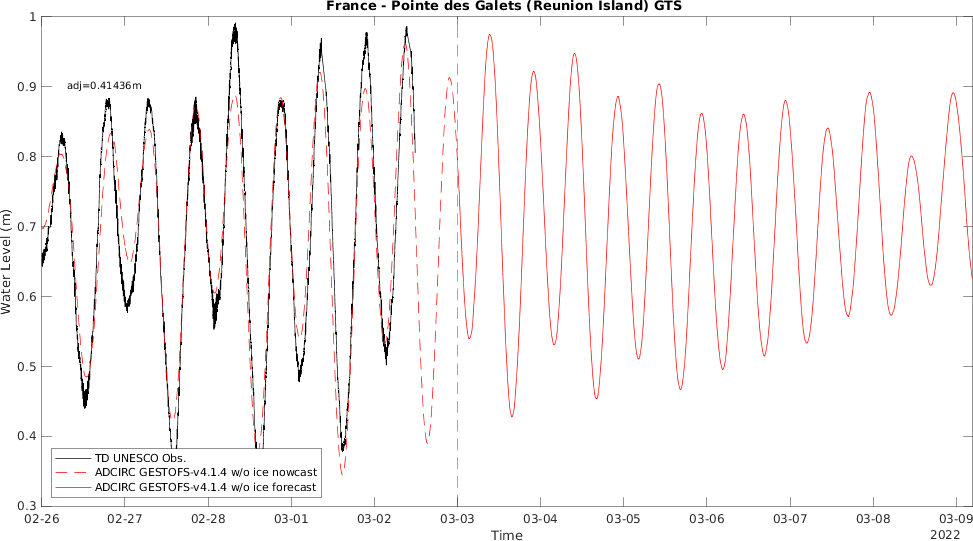 France - Pointe des Galets (Reunion Island) GTS
1
0.9
0.8
0.7
0.6
0.5
0.4
0.3
Water Level (m)
adj=0.41436m
TD UNESCO Obs.
ADCIRC GESTOFS-v4.1.4 w/o ice nowcast
ADCIRC GESTOFS-v4.1.4 w/o ice forecast
02-26 02-27 02-28 03-01 03-02 03-03 03-04 03-05 03-06 03-07 03-08 03-09
Time
2022